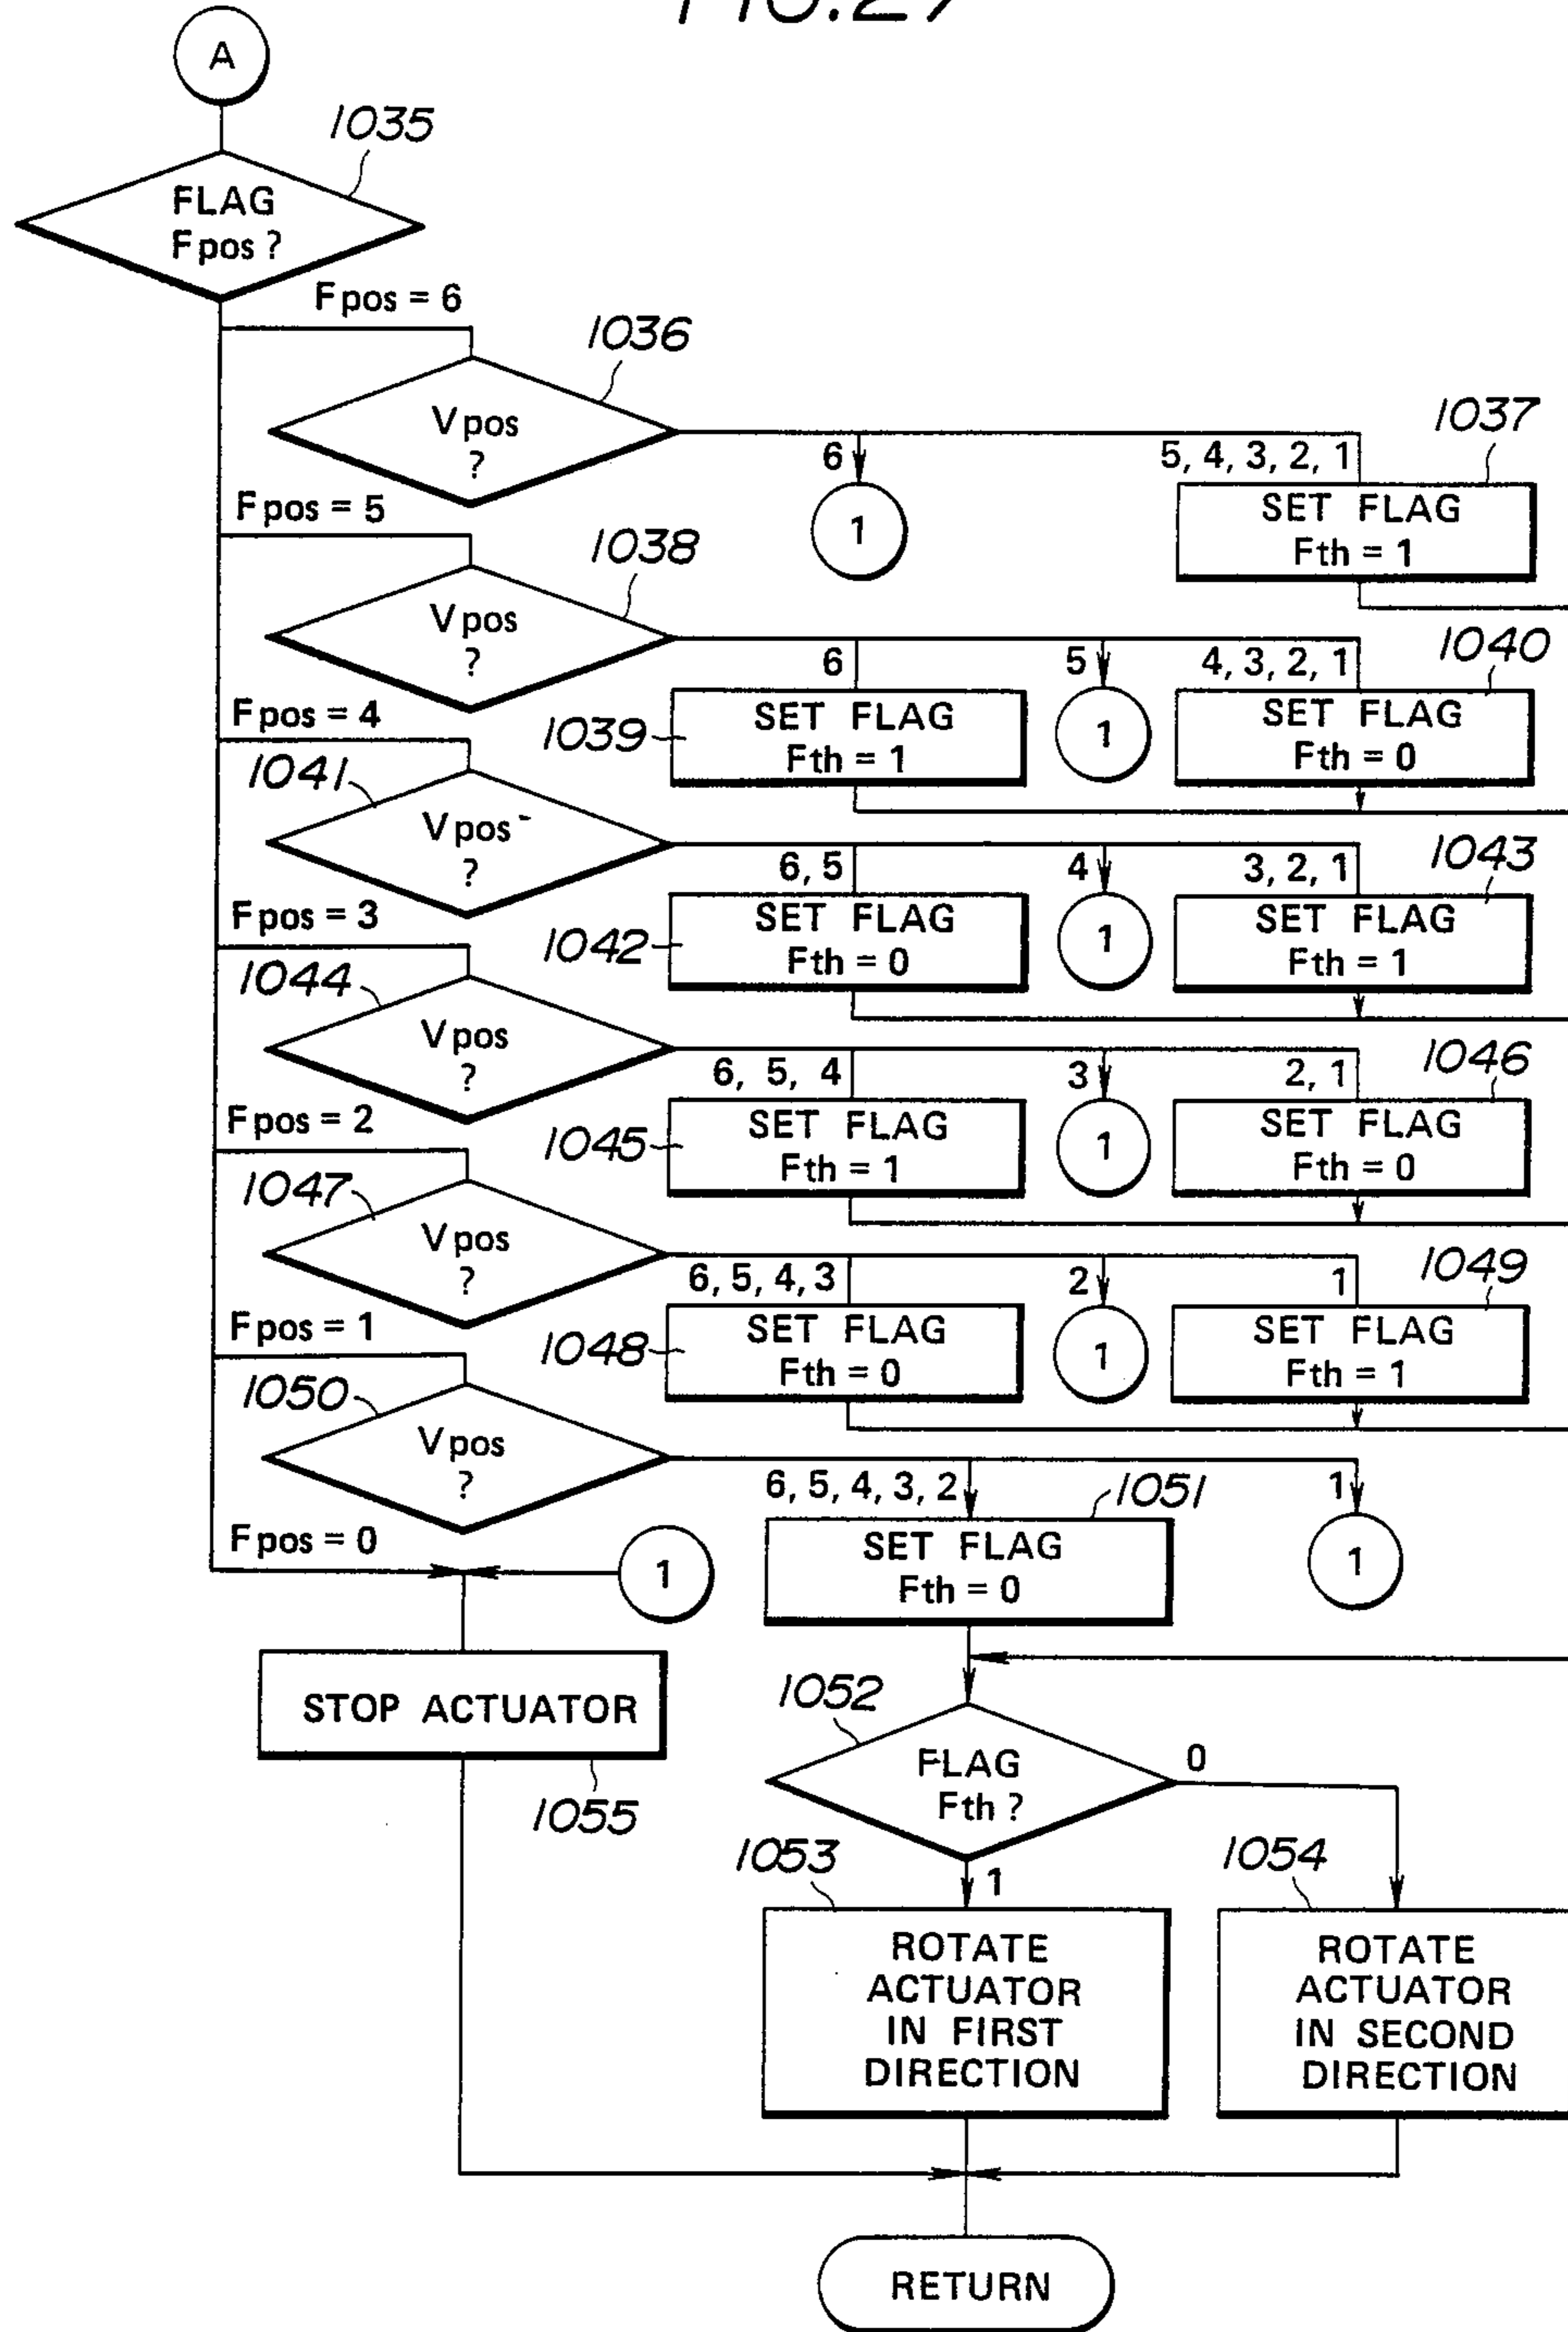 FIG.27
A
1035
FLAG
Fpos ?
Fpos = 6
1036
Vpos
?
6
1
5, 4, 3, 2, 1
1037
SET FLAG
Fth = 1
Fpos = 5
1038
Vpos
?
6
1039
SET FLAG
Fth = 1
5
1
4, 3, 2, 1
1040
SET FLAG
Fth = 0
Fpos = 4
1041
Vpos
?
6, 5
1042
SET FLAG
Fth = 0
4
1
3, 2, 1
1043
SET FLAG
Fth = 1
Fpos = 3
1044
Vpos
?
6, 5, 4
1045
SET FLAG
Fth = 1
3
1
2, 1
1046
SET FLAG
Fth = 0
Fpos = 2
1047
Vpos
?
6, 5, 4, 3
1048
SET FLAG
Fth = 0
2
1
1
1049
SET FLAG
Fth = 1
Fpos = 1
1050
Vpos
?
6, 5, 4, 3, 2
1051
SET FLAG
Fth = 0
1
1
Fpos = 0
1
STOP ACTUATOR
1055
1052
FLAG
Fth ?
0
1
1053
ROTATE
ACTUATOR
IN FIRST
DIRECTION
1054
ROTATE
ACTUATOR
IN SECOND
DIRECTION
RETURN